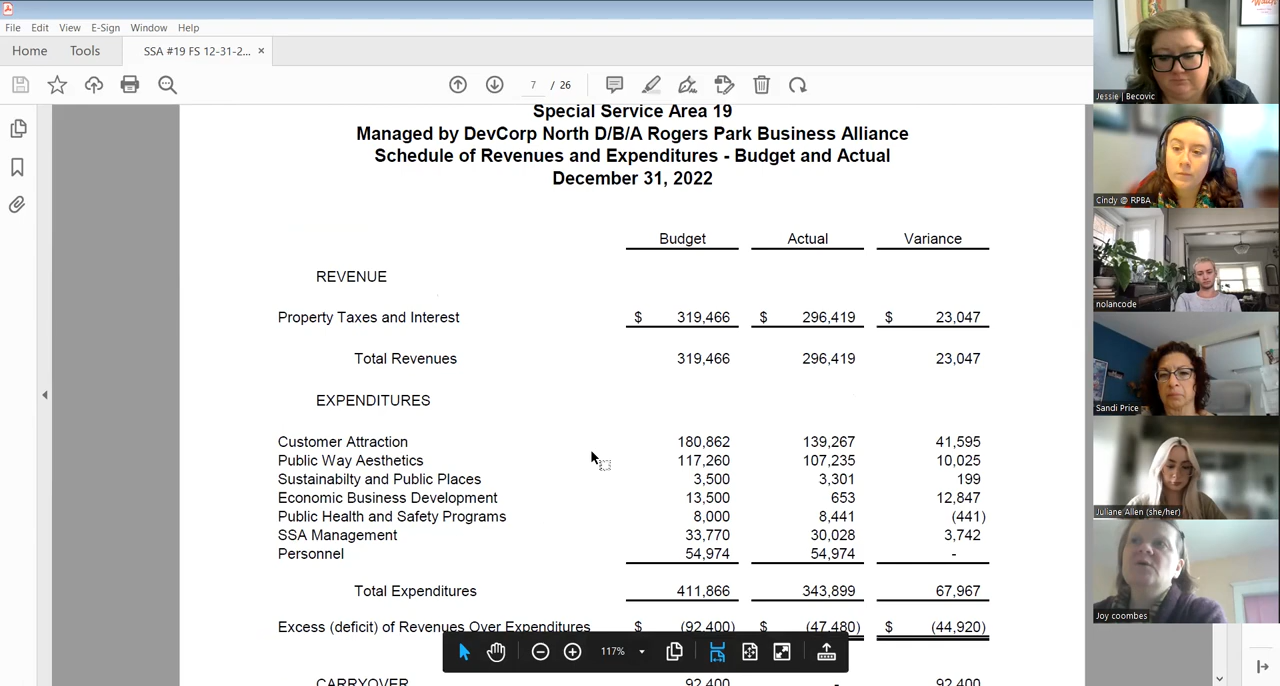 File Edit View E-Sign Window Help
Home Tools SSA #19 FS 12-31-2... ×
7 / 26
Special Service Area 19
Managed by DevCorp North D/B/A Rogers Park Business Alliance
Schedule of Revenues and Expenditures - Budget and Actual
December 31, 2022
Budget Actual Variance
REVENUE
Property Taxes and Interest $ 319,466 $ 296,419 $ 23,047
Total Revenues 319,466 296,419 23,047
EXPENDITURES
Customer Attraction 180,862 139,267 41,595
Public Way Aesthetics 117,260 107,235 10,025
Sustainabilty and Public Places 3,500 3,301 199
Economic Business Development 13,500 653 12,847
Public Health and Safety Programs 8,000 8,441 (441)
SSA Management 33,770 30,028 3,742
Personnel 54,974 54,974 -
Total Expenditures 411,866 343,899 67,967
Excess (deficit) of Revenues Over Expenditures $ (92,400) $ (47,480) $ (44,920)
117%
CARRYOVER 92,400 - 92,400
Jessie | Becovic
Cindy @ RPBA
nolancode
Sandi Price
Juliane Allen (she/her)
Joy coombes